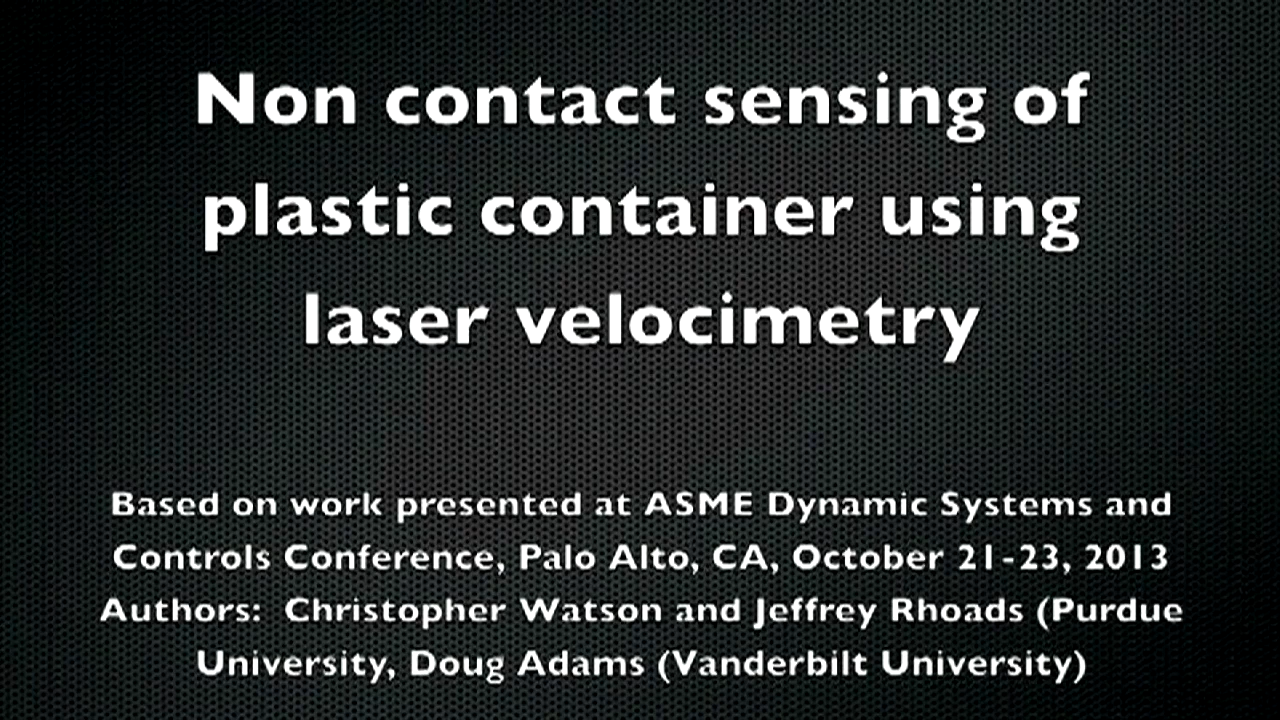 Non contact sensing of
plastic container using
laser velocimetry
Based on work presented at ASME Dynamic Systems and
Controls Conference, Palo Alto, CA, October 21-23, 2013
Authors:  Christopher Watson and Jeffrey Rhoads (Purdue
University, Doug Adams (Vanderbilt University)